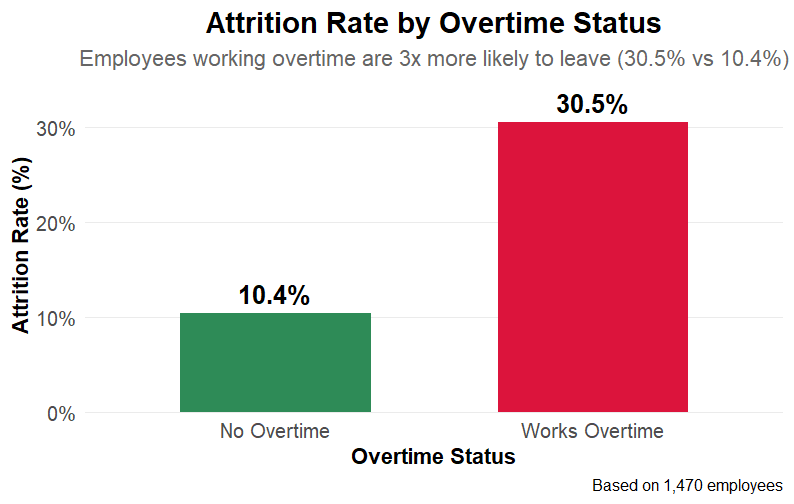 Attrition Rate by Overtime Status
Employees working overtime are 3x more likely to leave (30.5% vs 10.4%)
Attrition Rate (%)
30%
20%
10%
0%
10.4%
30.5%
No Overtime
Works Overtime
Overtime Status
Based on 1,470 employees